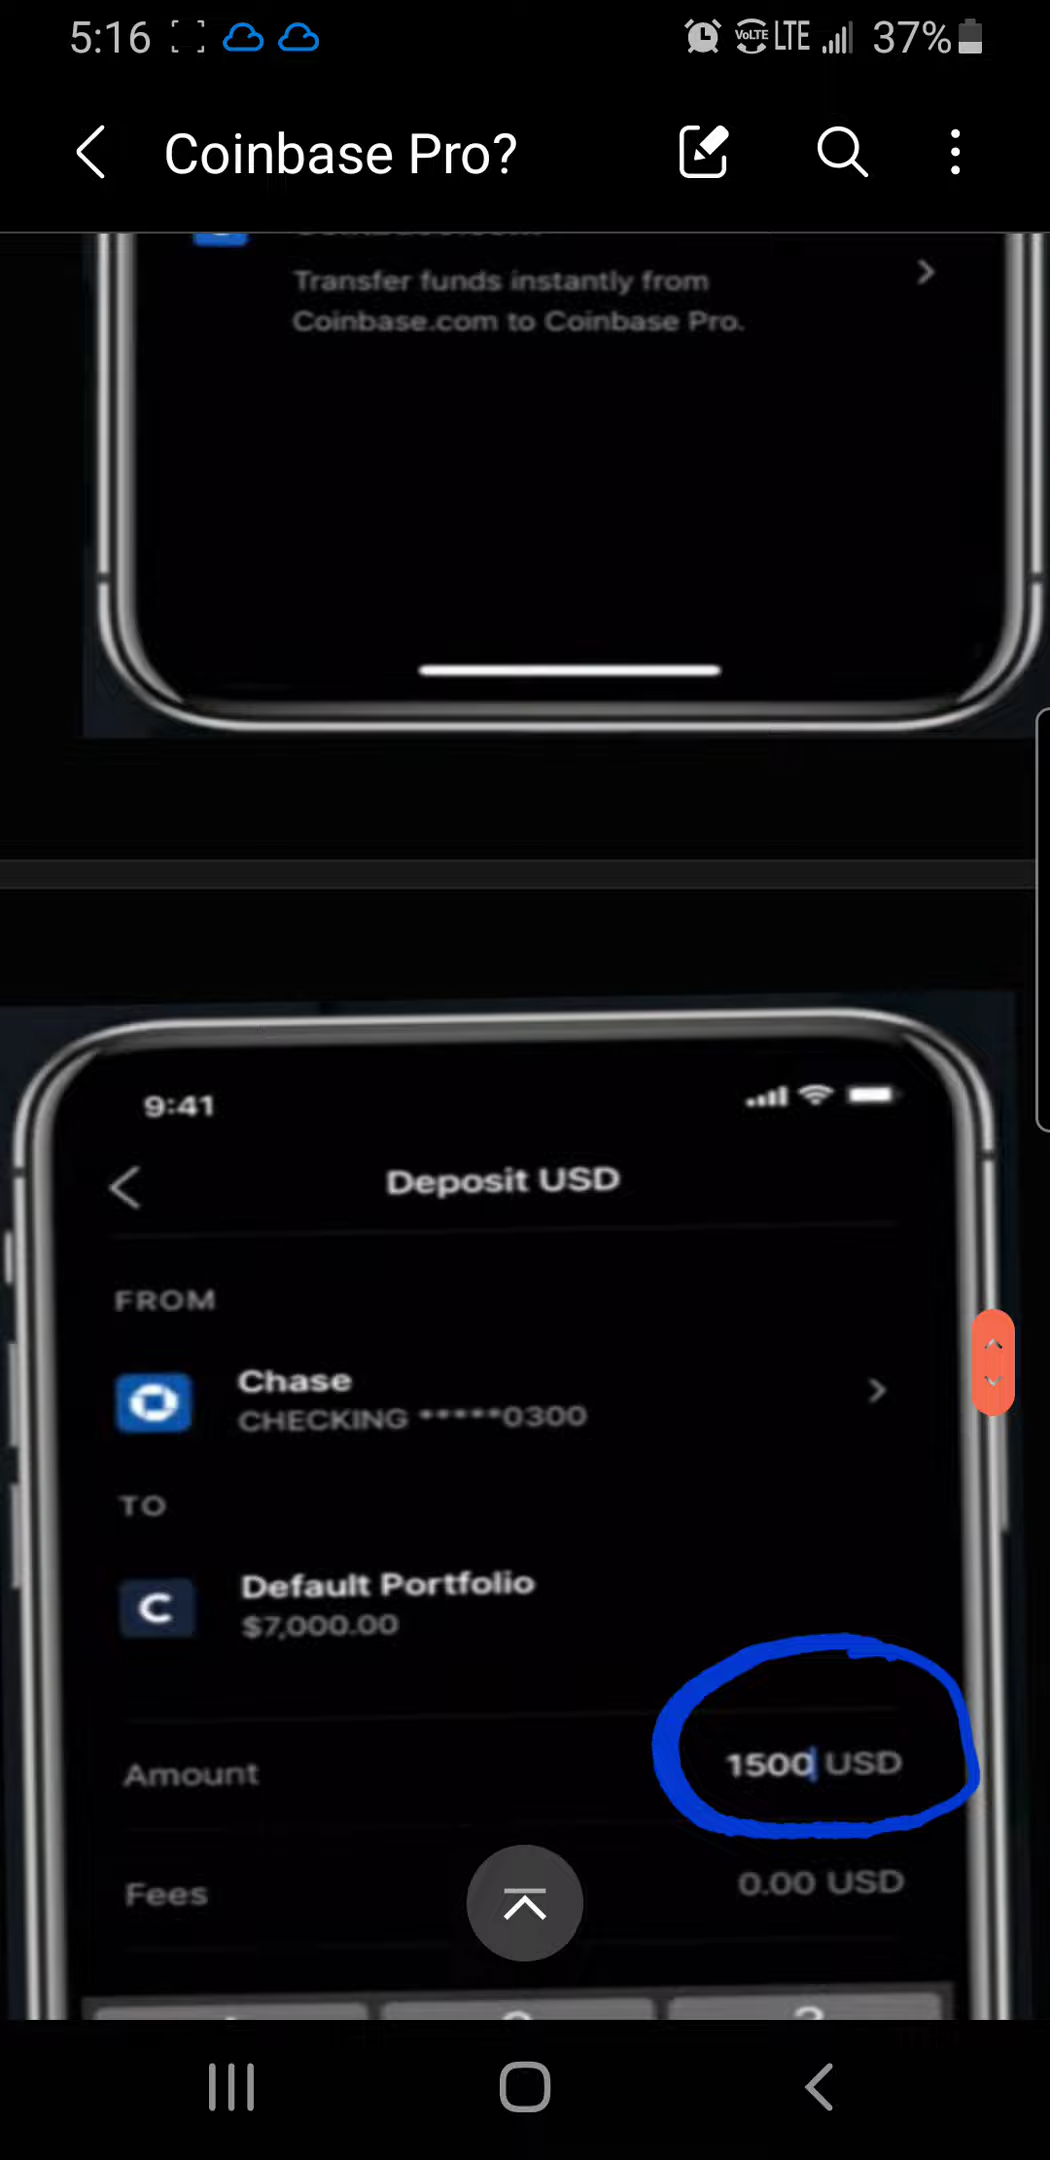 5:16 VoLTE LTE 37%
Coinbase Pro?
Transfer funds instantly from
Coinbase.com to Coinbase Pro.
9:41
Deposit USD
FROM
Chase
CHECKING *****0300
TO
C Default Portfolio
$7,000.00
Amount 1500 USD
Fees 0.00 USD